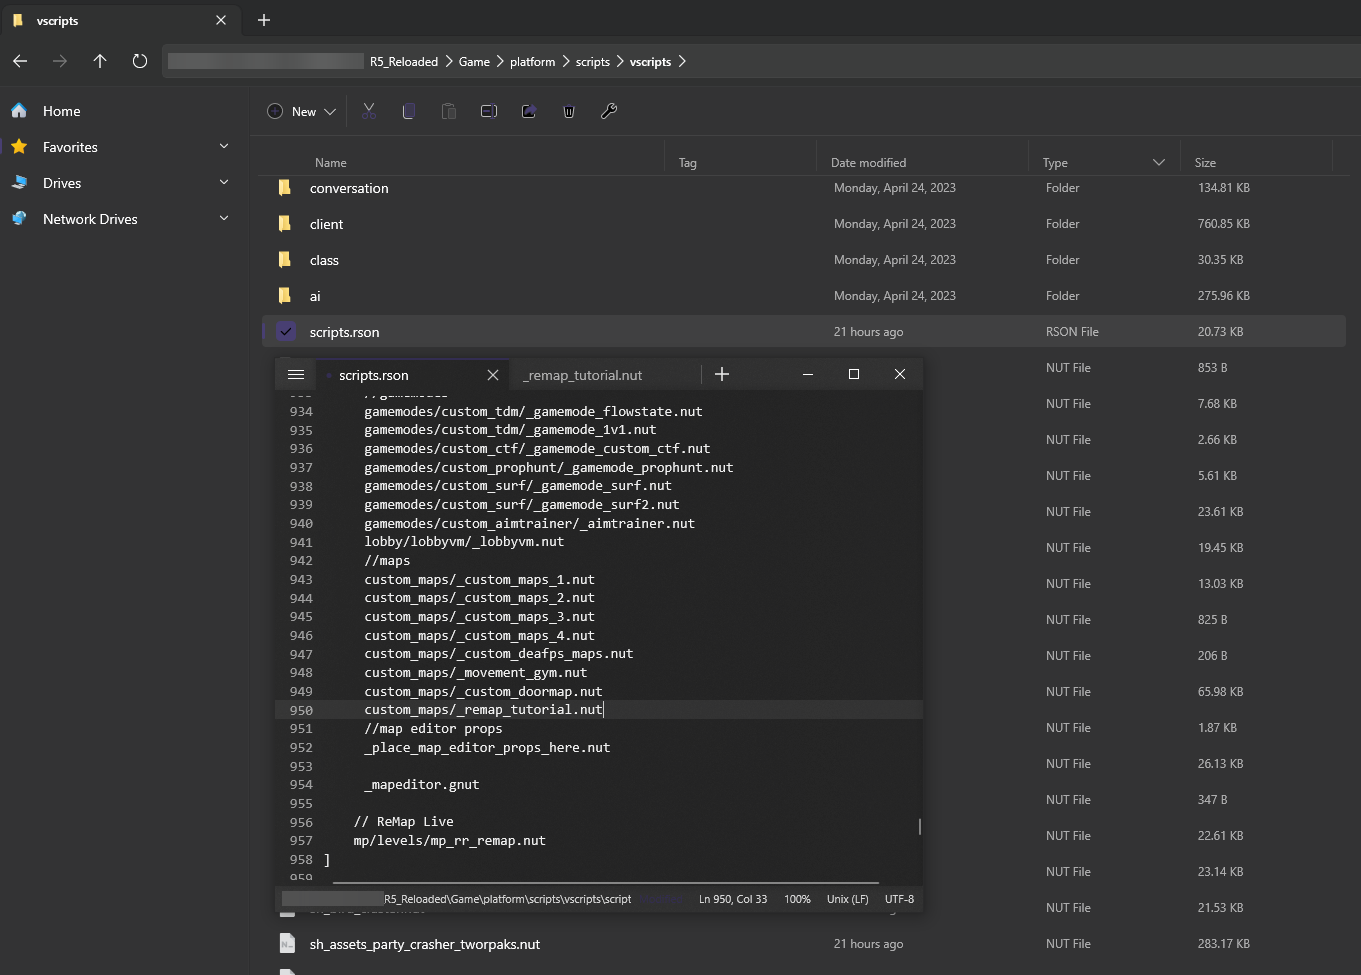 vscripts
R5_Reloaded > Game > platform > scripts > vscripts >
Home
Favorites
Drives
Network Drives
New
Name Tag Date modified Type Size
conversation Monday, April 24, 2023 Folder 134.81 KB
client Monday, April 24, 2023 Folder 760.85 KB
class Monday, April 24, 2023 Folder 30.35 KB
ai Monday, April 24, 2023 Folder 275.96 KB
scripts.rson 21 hours ago RSON File 20.73 KB
NUT File 853 B
NUT File 7.68 KB
NUT File 2.66 KB
NUT File 5.61 KB
NUT File 23.61 KB
NUT File 19.45 KB
NUT File 13.03 KB
NUT File 825 B
NUT File 206 B
NUT File 65.98 KB
NUT File 1.87 KB
NUT File 26.13 KB
NUT File 347 B
NUT File 22.61 KB
NUT File 23.14 KB
NUT File 21.53 KB
scripts.rson _remap_tutorial.nut
934 gamemodes/custom_tdm/_gamemode_flowstate.nut
935 gamemodes/custom_tdm/_gamemode_1v1.nut
936 gamemodes/custom_ctf/_gamemode_custom_ctf.nut
937 gamemodes/custom_prophunt/_gamemode_prophunt.nut
938 gamemodes/custom_surf/_gamemode_surf.nut
939 gamemodes/custom_surf/_gamemode_surf2.nut
940 gamemodes/custom_aimtrainer/_aimtrainer.nut
941 lobby/lobbyvm/_lobbyvm.nut
942 //maps
943 custom_maps/_custom_maps_1.nut
944 custom_maps/_custom_maps_2.nut
945 custom_maps/_custom_maps_3.nut
946 custom_maps/_custom_maps_4.nut
947 custom_maps/_custom_deafps_maps.nut
948 custom_maps/_movement_gym.nut
949 custom_maps/_custom_doormap.nut
950 custom_maps/_remap_tutorial.nut
951 //map editor props
952 _place_map_editor_props_here.nut
953
954 _mapeditor.gnut
955
956 // ReMap Live
957 mp/levels/mp_rr_remap.nut
958 ]
959
R5_Reloaded\Game\platform\scripts\vscripts\script Ln 950, Col 33 100% Unix (LF) UTF-8
sh_assets_party_crasher_tworpaks.nut 21 hours ago NUT File 283.17 KB